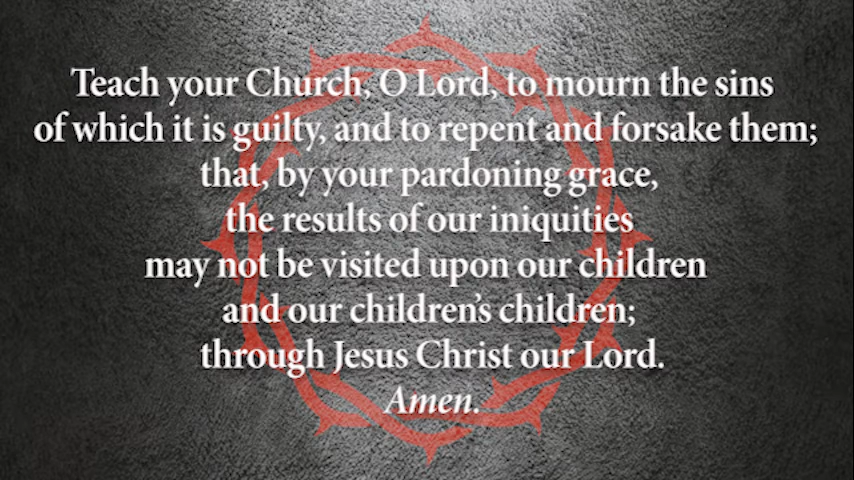 Teach your Church, O Lord, to mourn the sins
of which it is guilty, and to repent and forsake them;
that, by your pardoning grace,
the results of our iniquities
may not be visited upon our children
and our children’s children;
through Jesus Christ our Lord.
Amen.